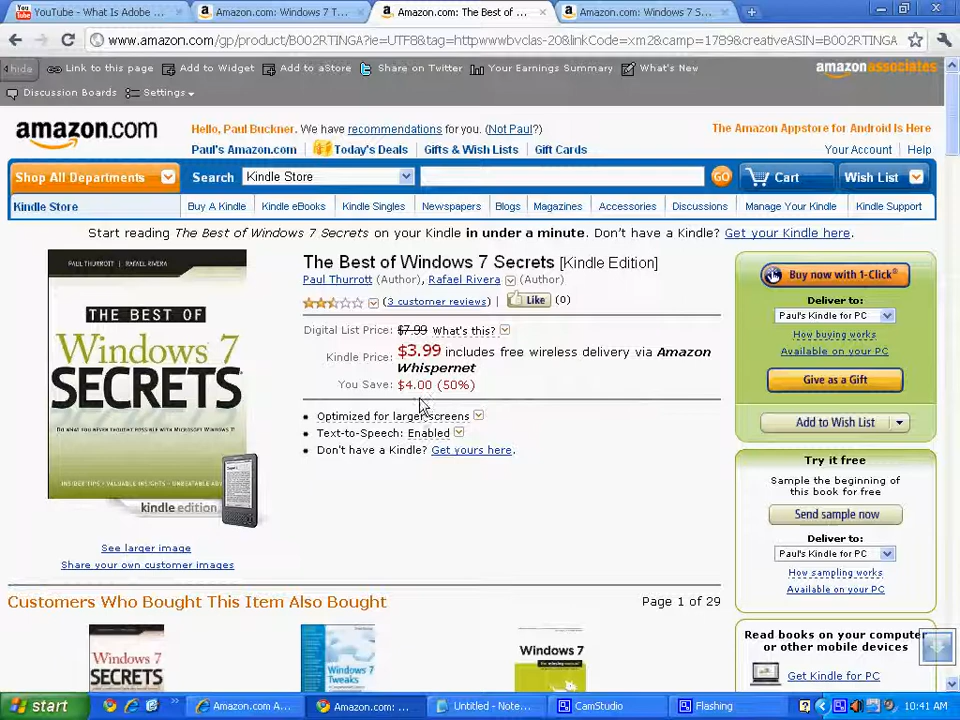 YouTube - What Is Adobe ...
Amazon.com: Windows 7 T...
Amazon.com: The Best of ...
Amazon.com: Windows 7 S...
www.amazon.com/gp/product/B002RTINGA?ie=UTF8&tag=httpwwwbvclas-20&linkCode=xm2&camp=1789&creativeASIN=B002RTINGA
hide
Link to this page
Add to Widget
Add to aStore
Share on Twitter
Your Earnings Summary
What's New
amazonassociates
Discussion Boards
Settings
amazon.com
Hello, Paul Buckner. We have recommendations for you. (Not Paul?)
The Amazon Appstore for Android Is Here
Paul's Amazon.com
Today's Deals
Gifts & Wish Lists
Gift Cards
Your Account
Help
Shop All Departments
Search
Kindle Store
GO
Cart
Wish List
Kindle Store
Buy A Kindle
Kindle eBooks
Kindle Singles
Newspapers
Blogs
Magazines
Accessories
Discussions
Manage Your Kindle
Kindle Support
Start reading The Best of Windows 7 Secrets on your Kindle in under a minute. Don't have a Kindle? Get your Kindle here.
PAUL THURROTT | RAFAEL RIVERA
THE BEST OF
Windows 7
SECRETS
DO WHAT YOU NEVER THOUGHT POSSIBLE WITH MICROSOFT WINDOWS 7
INSIDER TIPS • VALUABLE INSIGHTS • UNBEATABLE
kindle edition
See larger image
Share your own customer images
The Best of Windows 7 Secrets [Kindle Edition]
Paul Thurrott (Author), Rafael Rivera (Author)
(3 customer reviews) | Like (0)
Digital List Price: $7.99 What's this?
Kindle Price: $3.99 includes free wireless delivery via Amazon
Whispernet
You Save: $4.00 (50%)
• Optimized for larger screens
• Text-to-Speech: Enabled
• Don't have a Kindle? Get yours here.
Buy now with 1-Click®
Deliver to:
Paul's Kindle for PC
How buying works
Available on your PC
Give as a Gift
Add to Wish List
Try it free
Sample the beginning of
this book for free
Send sample now
Deliver to:
Paul's Kindle for PC
How sampling works
Available on your PC
Read books on your computer
or other mobile devices
Get Kindle for PC
Customers Who Bought This Item Also Bought
Page 1 of 29
Windows 7
SECRETS
Windows 7
Tweaks
Windows 7
start
Amazon.com A...
Amazon.com: ...
Untitled - Note...
CamStudio
Flashing
10:41 AM